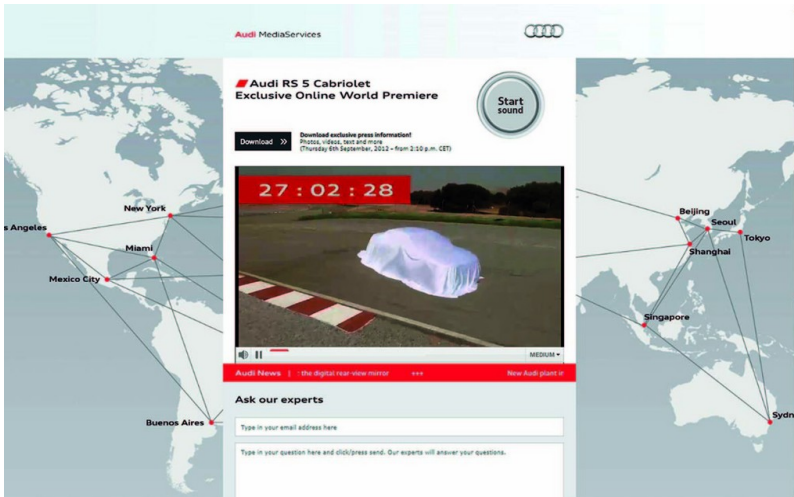 Audi MediaServices
Audi RS 5 Cabriolet
Exclusive Online World Premiere
Start
sound
Download »
Download exclusive press information!
Photos, videos, text and more
(Thursday 6th September, 2012 – from 2:10 p.m. CET)
27:02:28
New York
s Angeles
Miami
Mexico City
Buenos Aires
Beijing
Seoul
Tokyo
Shanghai
Singapore
Sydn
MEDIUM
Audi News | : the digital rear-view mirror +++ New Audi plant ir
Ask our experts
Type in your email address here
Type in your question here and click/press send. Our experts will answer your questions.